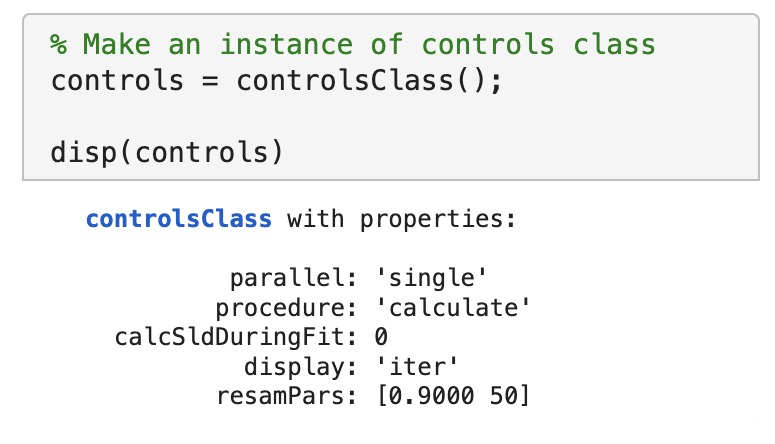 % Make an instance of controls class
controls = controlsClass();
disp(controls)
controlsClass with properties:
parallel: 'single'
procedure: 'calculate'
calcSldDuringFit: 0
display: 'iter'
resamPars: [0.9000 50]